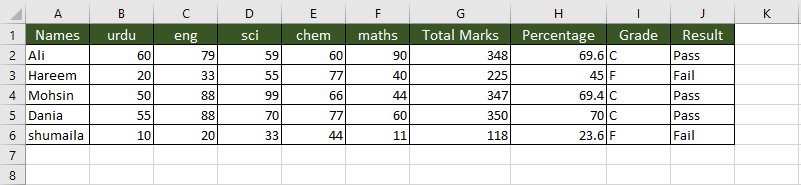 A B C D E F G H I J K
1 Names urdu eng sci chem maths Total Marks Percentage Grade Result
2 Ali 60 79 59 60 90 348 69.6 C Pass
3 Hareem 20 33 55 77 40 225 45 F Fail
4 Mohsin 50 88 99 66 44 347 69.4 C Pass
5 Dania 55 88 70 77 60 350 70 C Pass
6 shumaila 10 20 33 44 11 118 23.6 F Fail
7
8